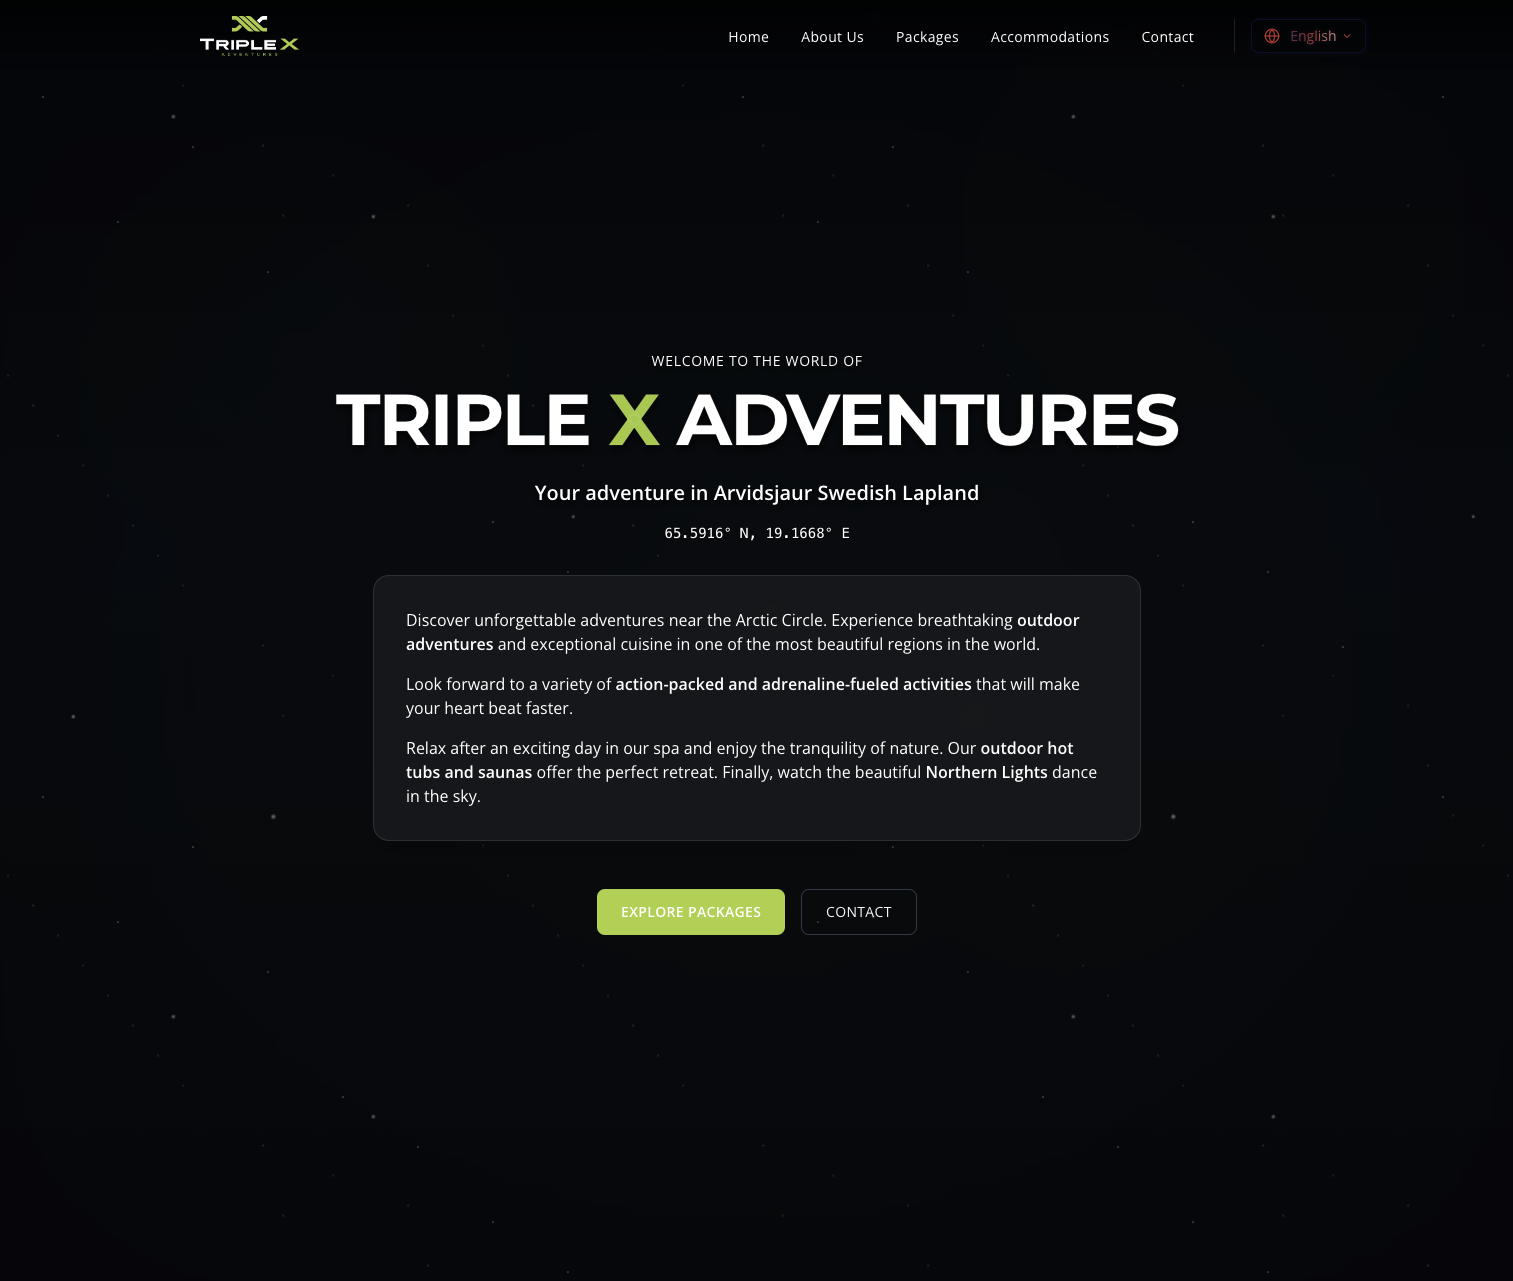 TRIPLE X
ADVENTURES
Home About Us Packages Accommodations Contact English
WELCOME TO THE WORLD OF
TRIPLE X ADVENTURES
Your adventure in Arvidsjaur Swedish Lapland
65.5916° N, 19.1668° E
Discover unforgettable adventures near the Arctic Circle. Experience breathtaking outdoor
adventures and exceptional cuisine in one of the most beautiful regions in the world.
Look forward to a variety of action-packed and adrenaline-fueled activities that will make
your heart beat faster.
Relax after an exciting day in our spa and enjoy the tranquility of nature. Our outdoor hot
tubs and saunas offer the perfect retreat. Finally, watch the beautiful Northern Lights dance
in the sky.
EXPLORE PACKAGES CONTACT